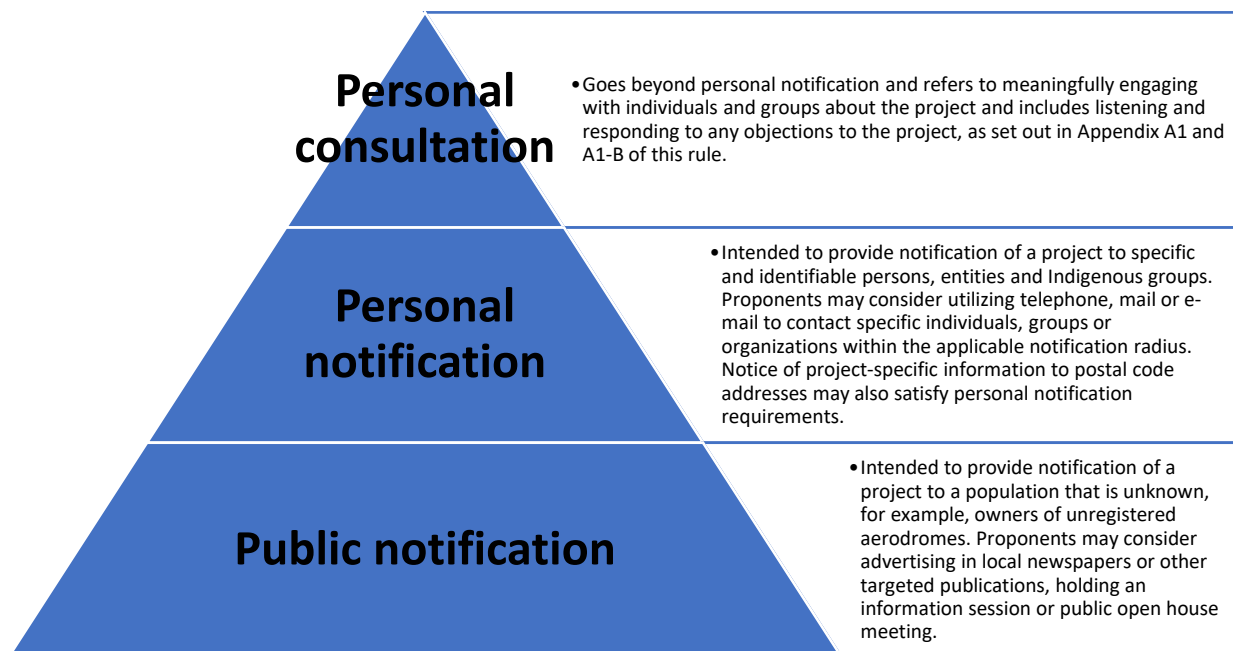 Personal
consultation
•Goes beyond personal notification and refers to meaningfully engaging
with individuals and groups about the project and includes listening and
responding to any objections to the project, as set out in Appendix A1 and
A1-B of this rule.
Personal
notification
•Intended to provide notification of a project to specific
and identifiable persons, entities and Indigenous groups.
Proponents may consider utilizing telephone, mail or e-
mail to contact specific individuals, groups or
organizations within the applicable notification radius.
Notice of project-specific information to postal code
addresses may also satisfy personal notification
requirements.
Public notification
•Intended to provide notification of a
project to a population that is unknown,
for example, owners of unregistered
aerodromes. Proponents may consider
advertising in local newspapers or other
targeted publications, holding an
information session or public open house
meeting.